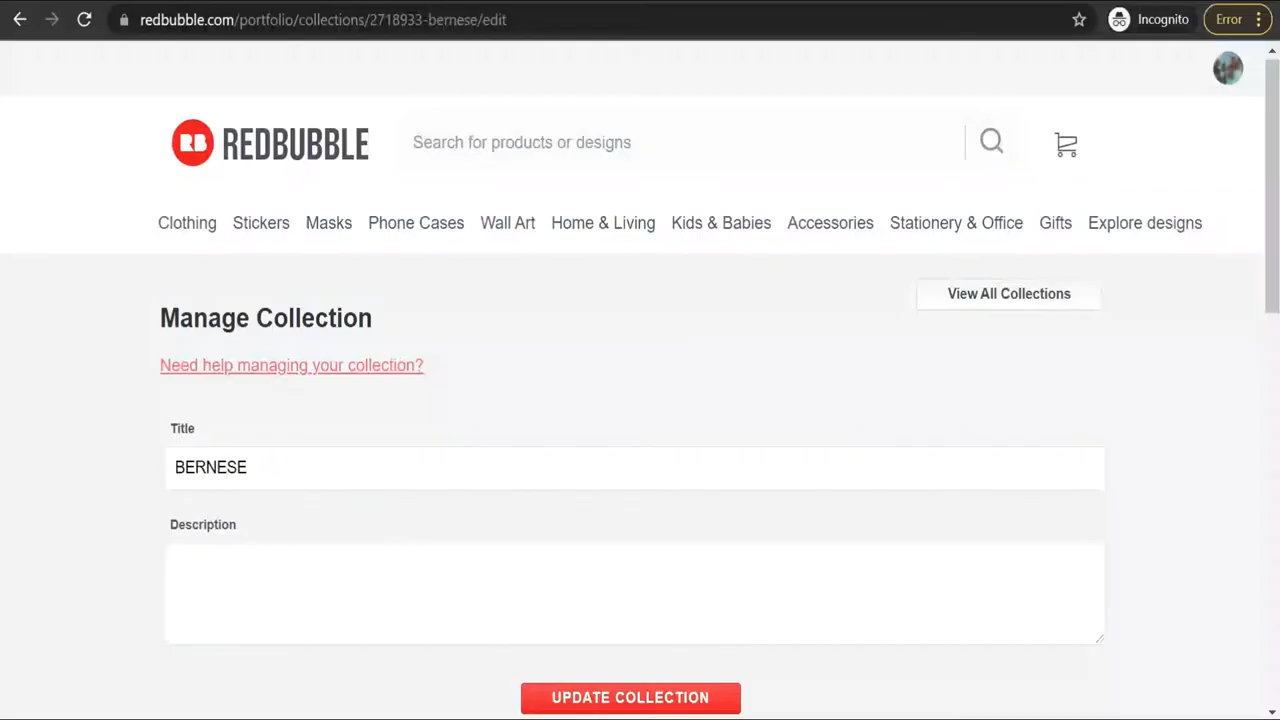 redbubble.com/portfolio/collections/2718933-bernese/edit
Incognito
Error
RB REDBUBBLE
Search for products or designs
Clothing Stickers Masks Phone Cases Wall Art Home & Living Kids & Babies Accessories Stationery & Office Gifts Explore designs
View All Collections
Manage Collection
Need help managing your collection?
Title
BERNESE
Description
UPDATE COLLECTION